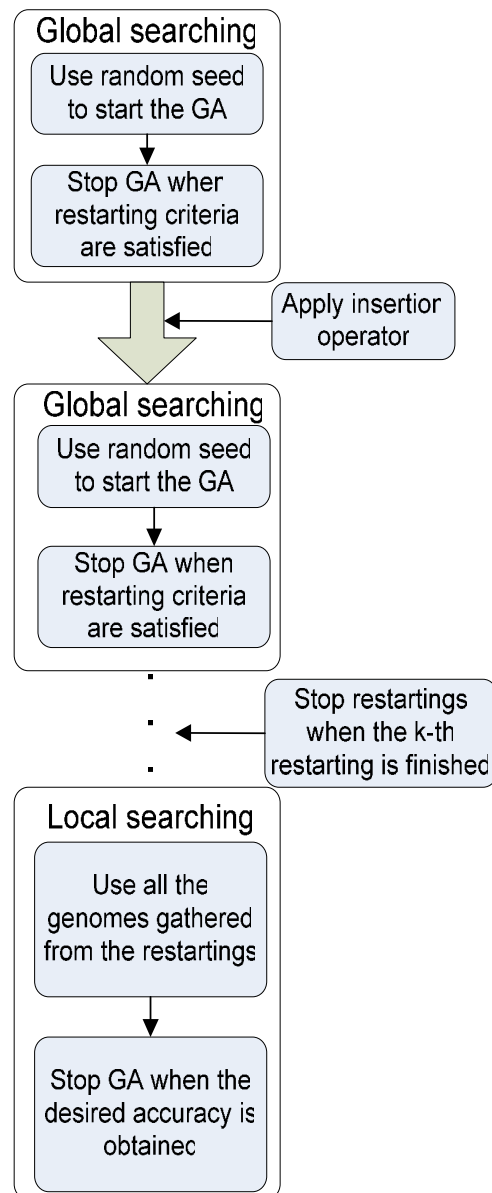 Global searching
Use random seed
to start the GA
Stop GA when
restarting criteria
are satisfied
Apply insertion
operator
Global searching
Use random seed
to start the GA
Stop GA when
restarting criteria
are satisfied
Stop restartings
when the k-th
restarting is finished
Local searching
Use all the
genomes gathered
from the restartings
Stop GA when the
desired accuracy is
obtained